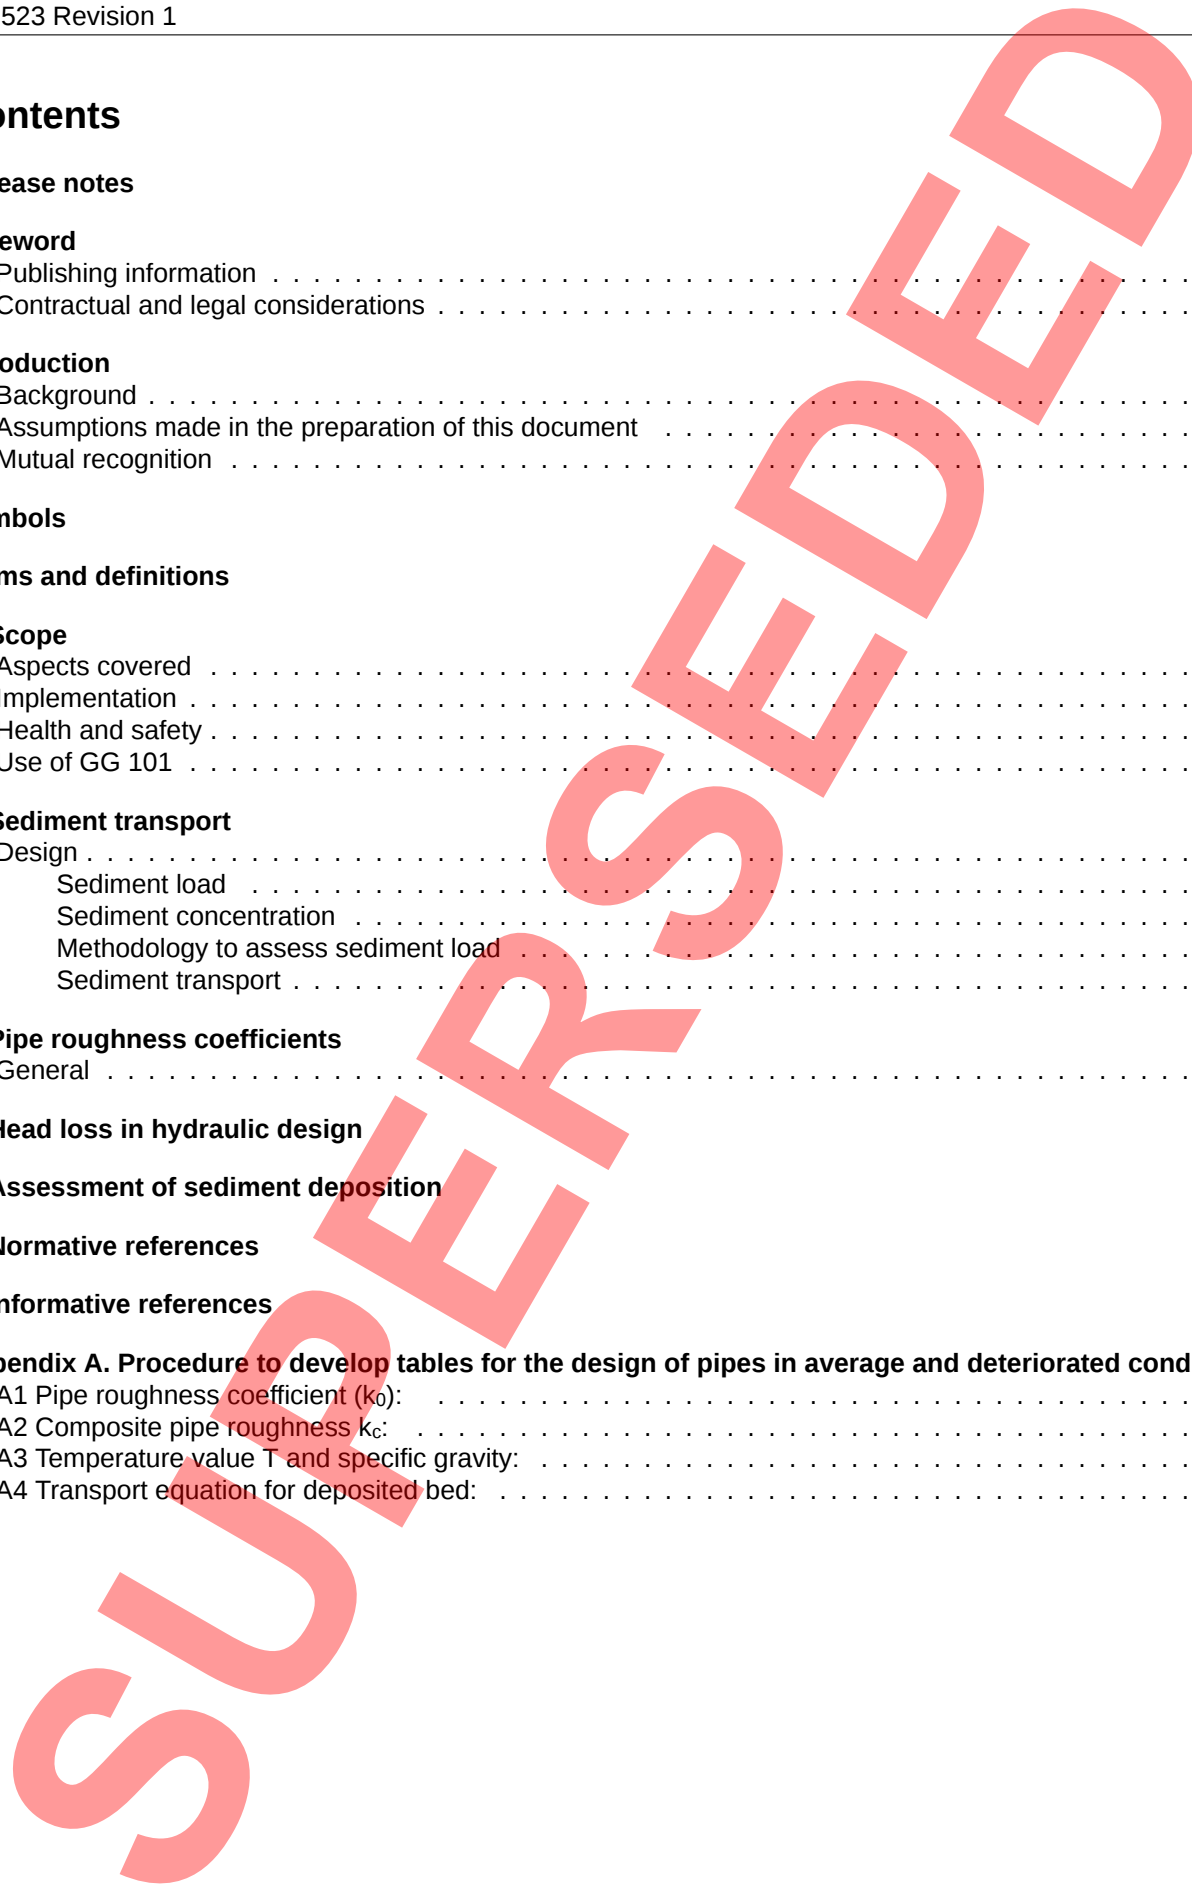 523 Revision 1
ontents
ease notes
eword
Publishing information . . . . . . . . . . . . . . . . . . . . . . . . . . . . . . . . . . . . . . . . . . . . .
Contractual and legal considerations . . . . . . . . . . . . . . . . . . . . . . . . . . . . . . . . . . . . .
oduction
Background . . . . . . . . . . . . . . . . . . . . . . . . . . . . . . . . . . . . . . . . . . . . . . . . . . .
Assumptions made in the preparation of this document . . . . . . . . . . . . . . . . . . . . . . . . . .
Mutual recognition . . . . . . . . . . . . . . . . . . . . . . . . . . . . . . . . . . . . . . . . . . . . . . .
mbols
ms and definitions
Scope
Aspects covered . . . . . . . . . . . . . . . . . . . . . . . . . . . . . . . . . . . . . . . . . . . . . . . .
Implementation . . . . . . . . . . . . . . . . . . . . . . . . . . . . . . . . . . . . . . . . . . . . . . . . .
Health and safety . . . . . . . . . . . . . . . . . . . . . . . . . . . . . . . . . . . . . . . . . . . . . . . .
Use of GG 101 . . . . . . . . . . . . . . . . . . . . . . . . . . . . . . . . . . . . . . . . . . . . . . . . .
Sediment transport
Design . . . . . . . . . . . . . . . . . . . . . . . . . . . . . . . . . . . . . . . . . . . . . . . . . . . . . .
Sediment load . . . . . . . . . . . . . . . . . . . . . . . . . . . . . . . . . . . . . . . . . . . . . .
Sediment concentration . . . . . . . . . . . . . . . . . . . . . . . . . . . . . . . . . . . . . . . . .
Methodology to assess sediment load . . . . . . . . . . . . . . . . . . . . . . . . . . . . . . . . .
Sediment transport . . . . . . . . . . . . . . . . . . . . . . . . . . . . . . . . . . . . . . . . . . . .
Pipe roughness coefficients
General . . . . . . . . . . . . . . . . . . . . . . . . . . . . . . . . . . . . . . . . . . . . . . . . . . . . .
Head loss in hydraulic design
Assessment of sediment deposition
Normative references
nformative references
pendix A. Procedure to develop tables for the design of pipes in average and deteriorated cond
A1 Pipe roughness coefficient (k₀): . . . . . . . . . . . . . . . . . . . . . . . . . . . . . . . . . . . . .
A2 Composite pipe roughness kc: . . . . . . . . . . . . . . . . . . . . . . . . . . . . . . . . . . . . . .
A3 Temperature value T and specific gravity: . . . . . . . . . . . . . . . . . . . . . . . . . . . . . . . .
A4 Transport equation for deposited bed: . . . . . . . . . . . . . . . . . . . . . . . . . . . . . . . . . .
SUPERSEDED